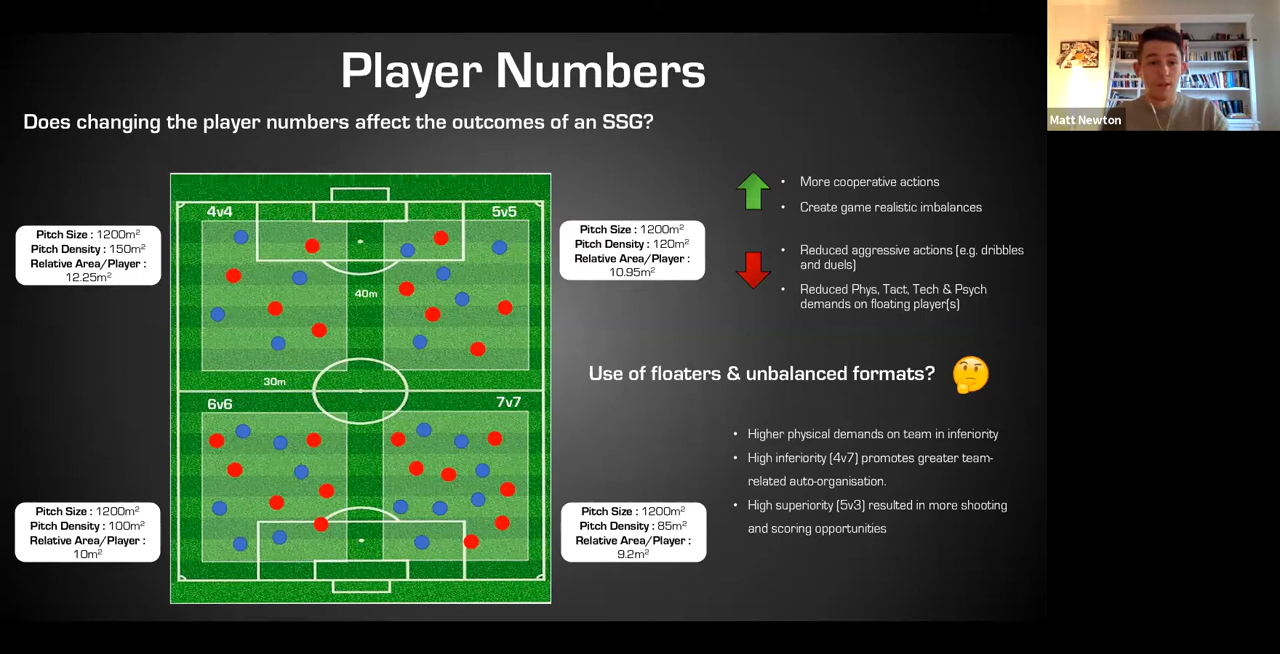 Player Numbers
Does changing the player numbers affect the outcomes of an SSG?
Matt Newton
4v4
5v5
Pitch Size : 1200m²
Pitch Density : 150m²
Relative Area/Player :
12.25m²
Pitch Size : 1200m²
Pitch Density : 120m²
Relative Area/Player :
10.95m²
40m
30m
6v6
7v7
Pitch Size : 1200m²
Pitch Density : 100m²
Relative Area/Player :
10m²
Pitch Size : 1200m²
Pitch Density : 85m²
Relative Area/Player :
9.2m²
• More cooperative actions
• Create game realistic imbalances
• Reduced aggressive actions (e.g. dribbles
and duels)
• Reduced Phys, Tact, Tech & Psych
demands on floating player(s)
Use of floaters & unbalanced formats?
• Higher physical demands on team in inferiority
• High inferiority (4v7) promotes greater team-
related auto-organisation.
• High superiority (5v3) resulted in more shooting
and scoring opportunities